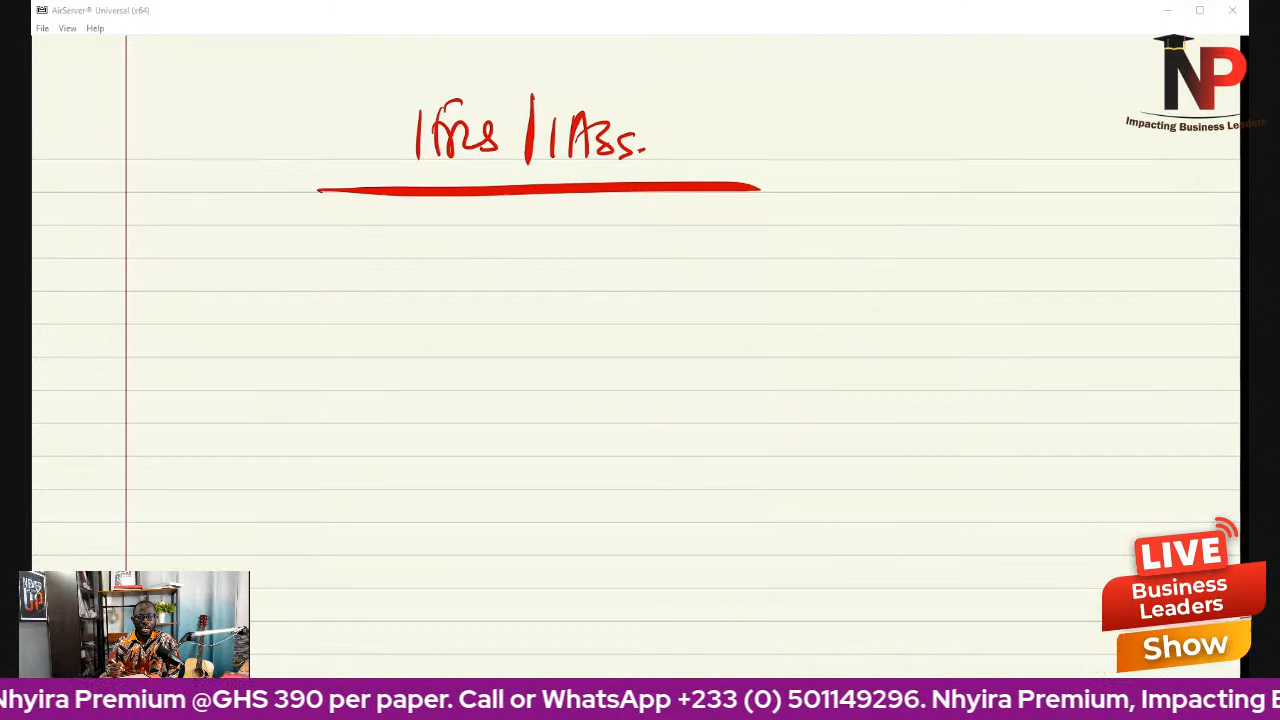 AirServer® Universal (x64)
File View Help
NP
Impacting Business Leaders
IFRS | IASs.
UP
LIVE
Business
Leaders
Show
Nhyira Premium @GHS 390 per paper. Call or WhatsApp +233 (0) 501149296. Nhyira Premium, Impacting B